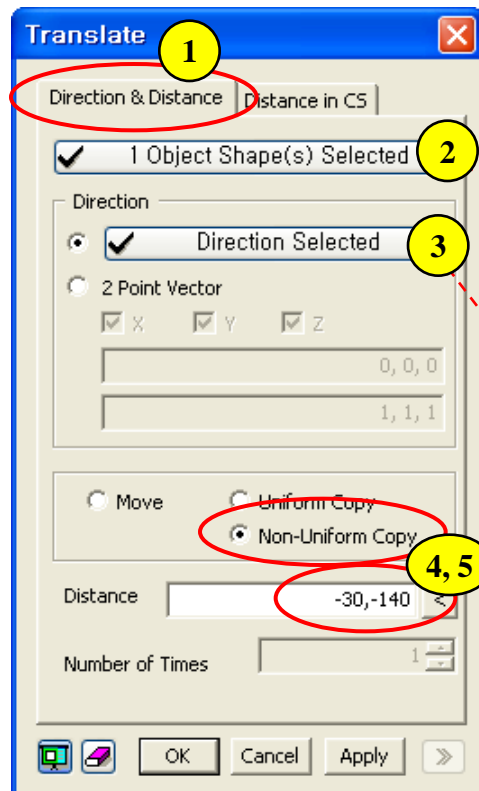 Translate
1
Direction & Distance
Distance in CS
1 Object Shape(s) Selected
2
Direction
Direction Selected
3
2 Point Vector
X Y Z
0, 0, 0
1, 1, 1
Move
Uniform Copy
Non-Uniform Copy
4, 5
Distance
-30,-140
<
Number of Times
1
OK
Cancel
Apply
>>